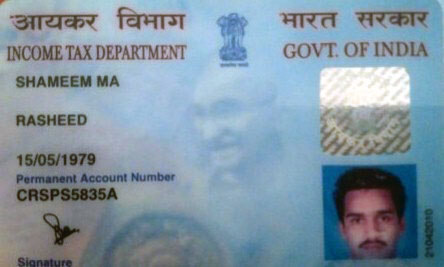 आयकर विभाग
भारत सरकार
INCOME TAX DEPARTMENT
GOVT. OF INDIA
SHAMEEM MA
RASHEED
15/05/1979
Permanent Account Number
CRSPS5835A
Signature
21042010